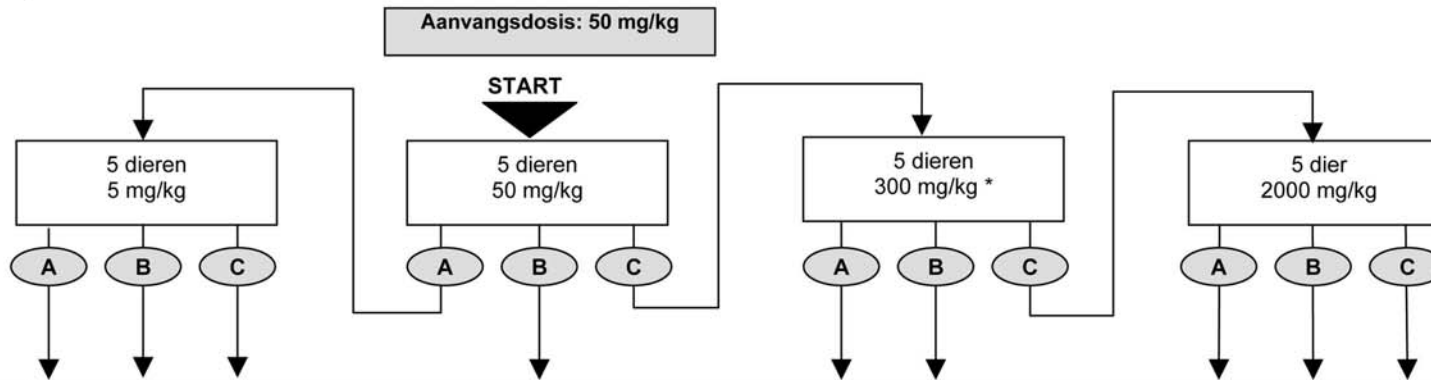 Aanvangsdosis: 50 mg/kg
START
5 dieren
5 mg/kg
5 dieren
50 mg/kg
5 dieren
300 mg/kg *
5 dier
2000 mg/kg
A B C A B C A B C A B C